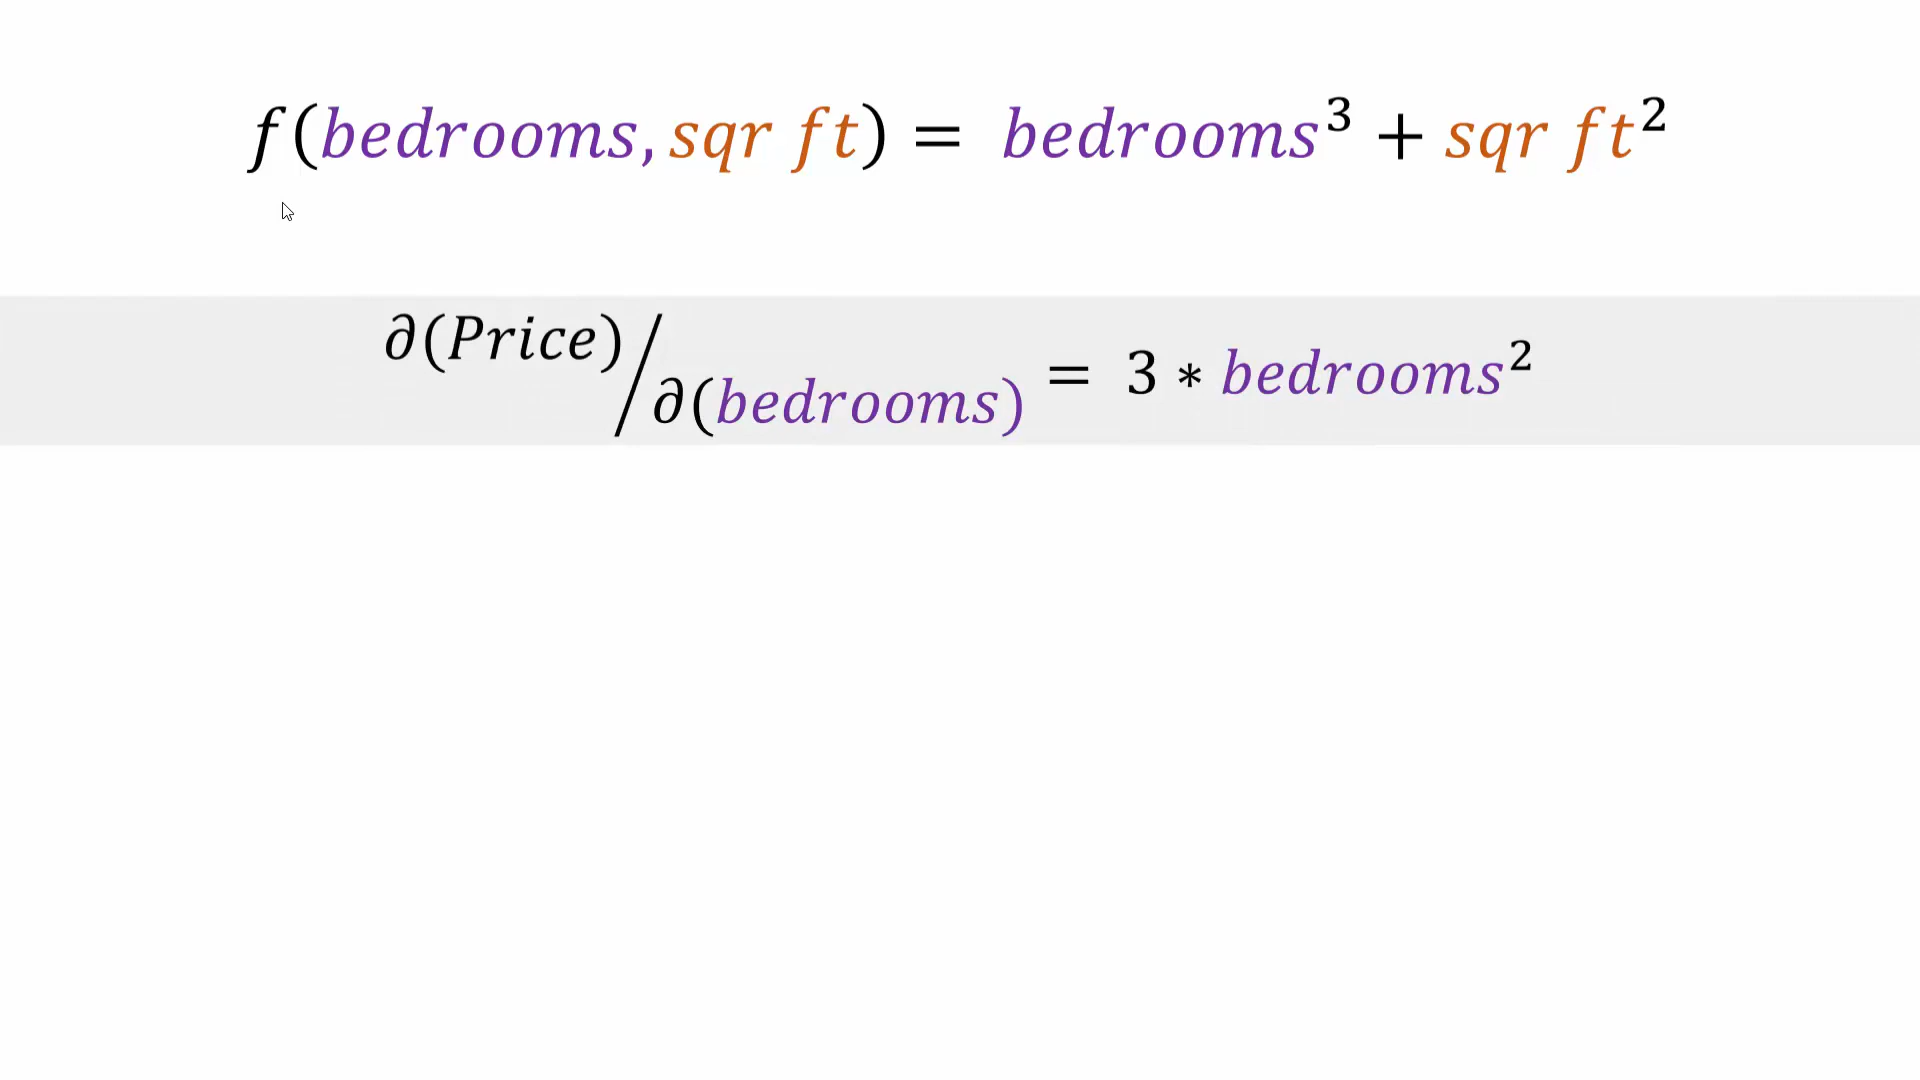 f(bedrooms, sqr ft) = bedrooms³ + sqr ft²
∂(Price)/∂(bedrooms) = 3 * bedrooms²